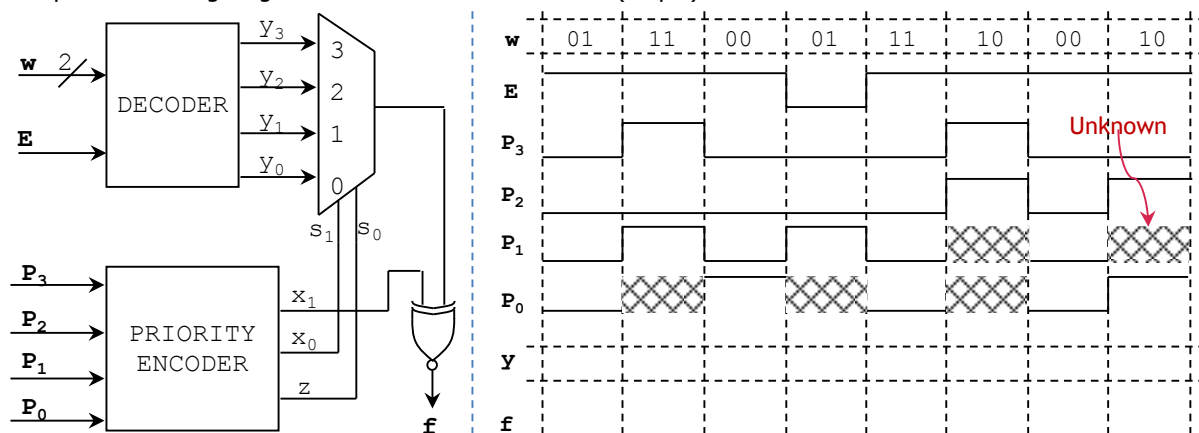 w 2
DECODER
E
y3
y2
y1
y0
3
2
1
0
s1 s0
P3
P2
P1
P0
PRIORITY
ENCODER
x1
x0
z
f
w 01 11 00 01 11 10 00 10
E
P3
Unknown
P2
P1
P0
y
f